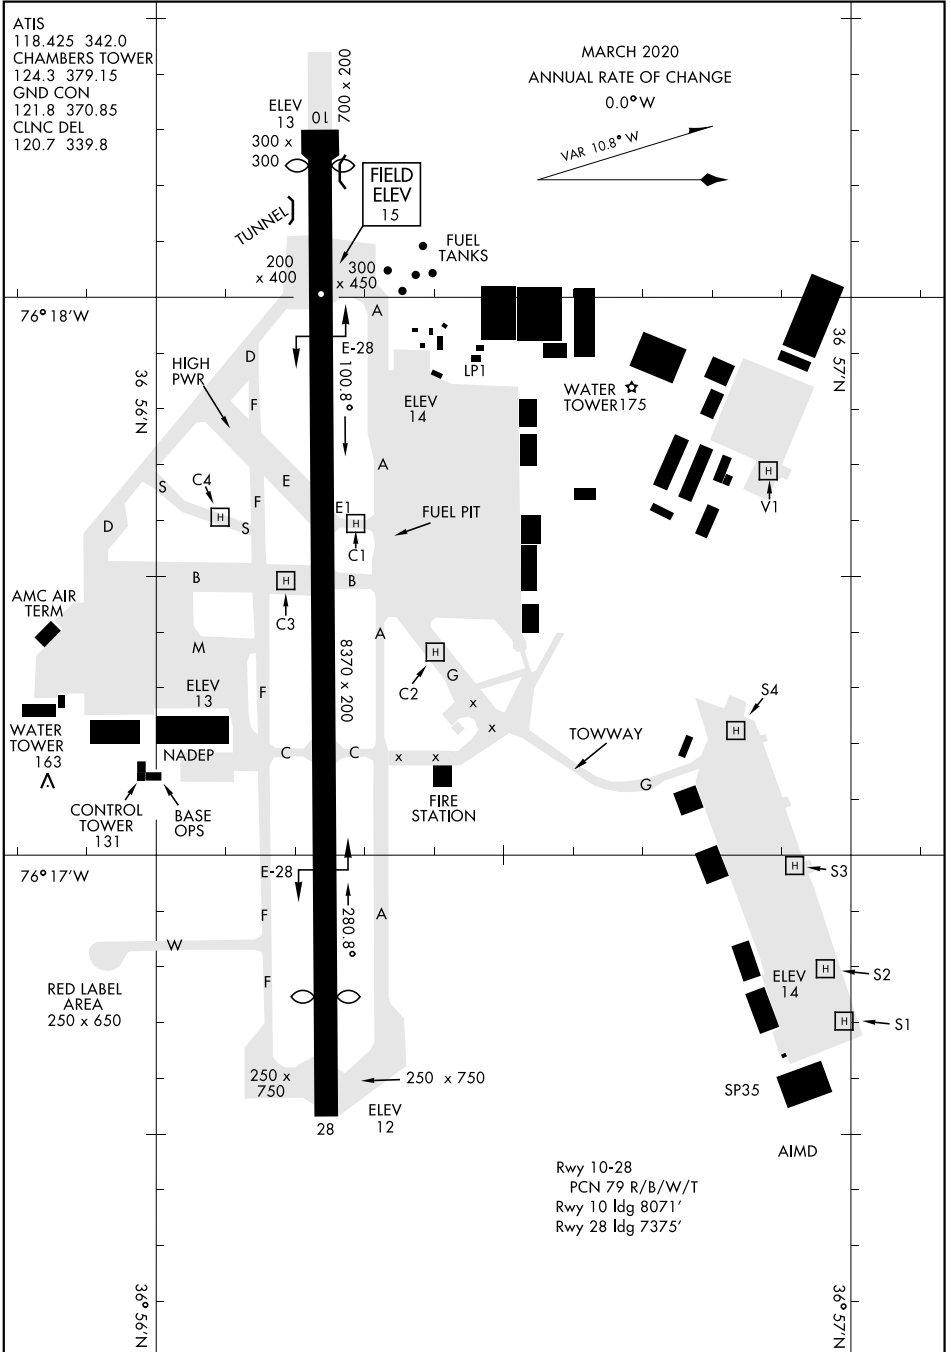 ATIS
118.425 342.0
CHAMBERS TOWER
124.3 379.15
GND CON
121.8 370.85
CLNC DEL
120.7 339.8
MARCH 2020
ANNUAL RATE OF CHANGE
0.0° W
VAR 10.8° W
ELEV
13
300 x
300
10
700 x 200
FIELD
ELEV
15
TUNNEL
FUEL
TANKS
200
x 400
300
x 450
76° 18'W
36 56'N
36 57'N
A
E-28
D
HIGH
PWR
F
100.8°
LP1
ELEV
14
WATER
TOWER 175
A
E
S
C4
F
S
D
E1
H
H
C1
FUEL PIT
H
V1
B
H
B
C3
AMC AIR
TERM
M
A
H
C2
G
8370 x 200
ELEV
13
F
x
x
S4
H
WATER
TOWER
163
NADEP
C
C
x
x
TOWWAY
G
CONTROL
TOWER
131
BASE
OPS
FIRE
STATION
76° 17'W
E-28
H
S3
280.8°
F
A
W
F
RED LABEL
AREA
250 x 650
ELEV
14
H
S2
H
S1
250 x
750
250 x 750
ELEV
12
28
SP35
AIMD
Rwy 10-28
PCN 79 R/B/W/T
Rwy 10 ldg 8071'
Rwy 28 ldg 7375'
36° 56'N
36° 57'N